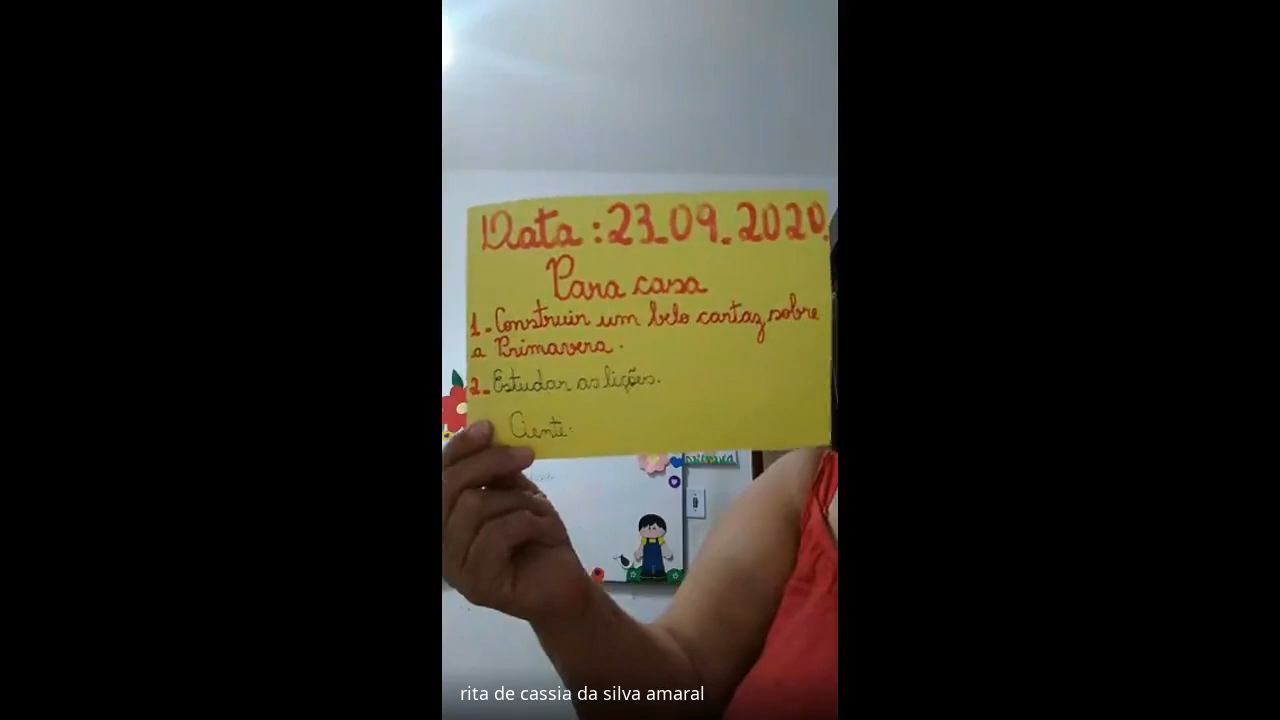 Data : 23.09.2020.
Para casa
1. Construir um belo cartaz sobre
a Primavera.
2. Estudar as lições.
Ciente:
rita de cassia da silva amaral